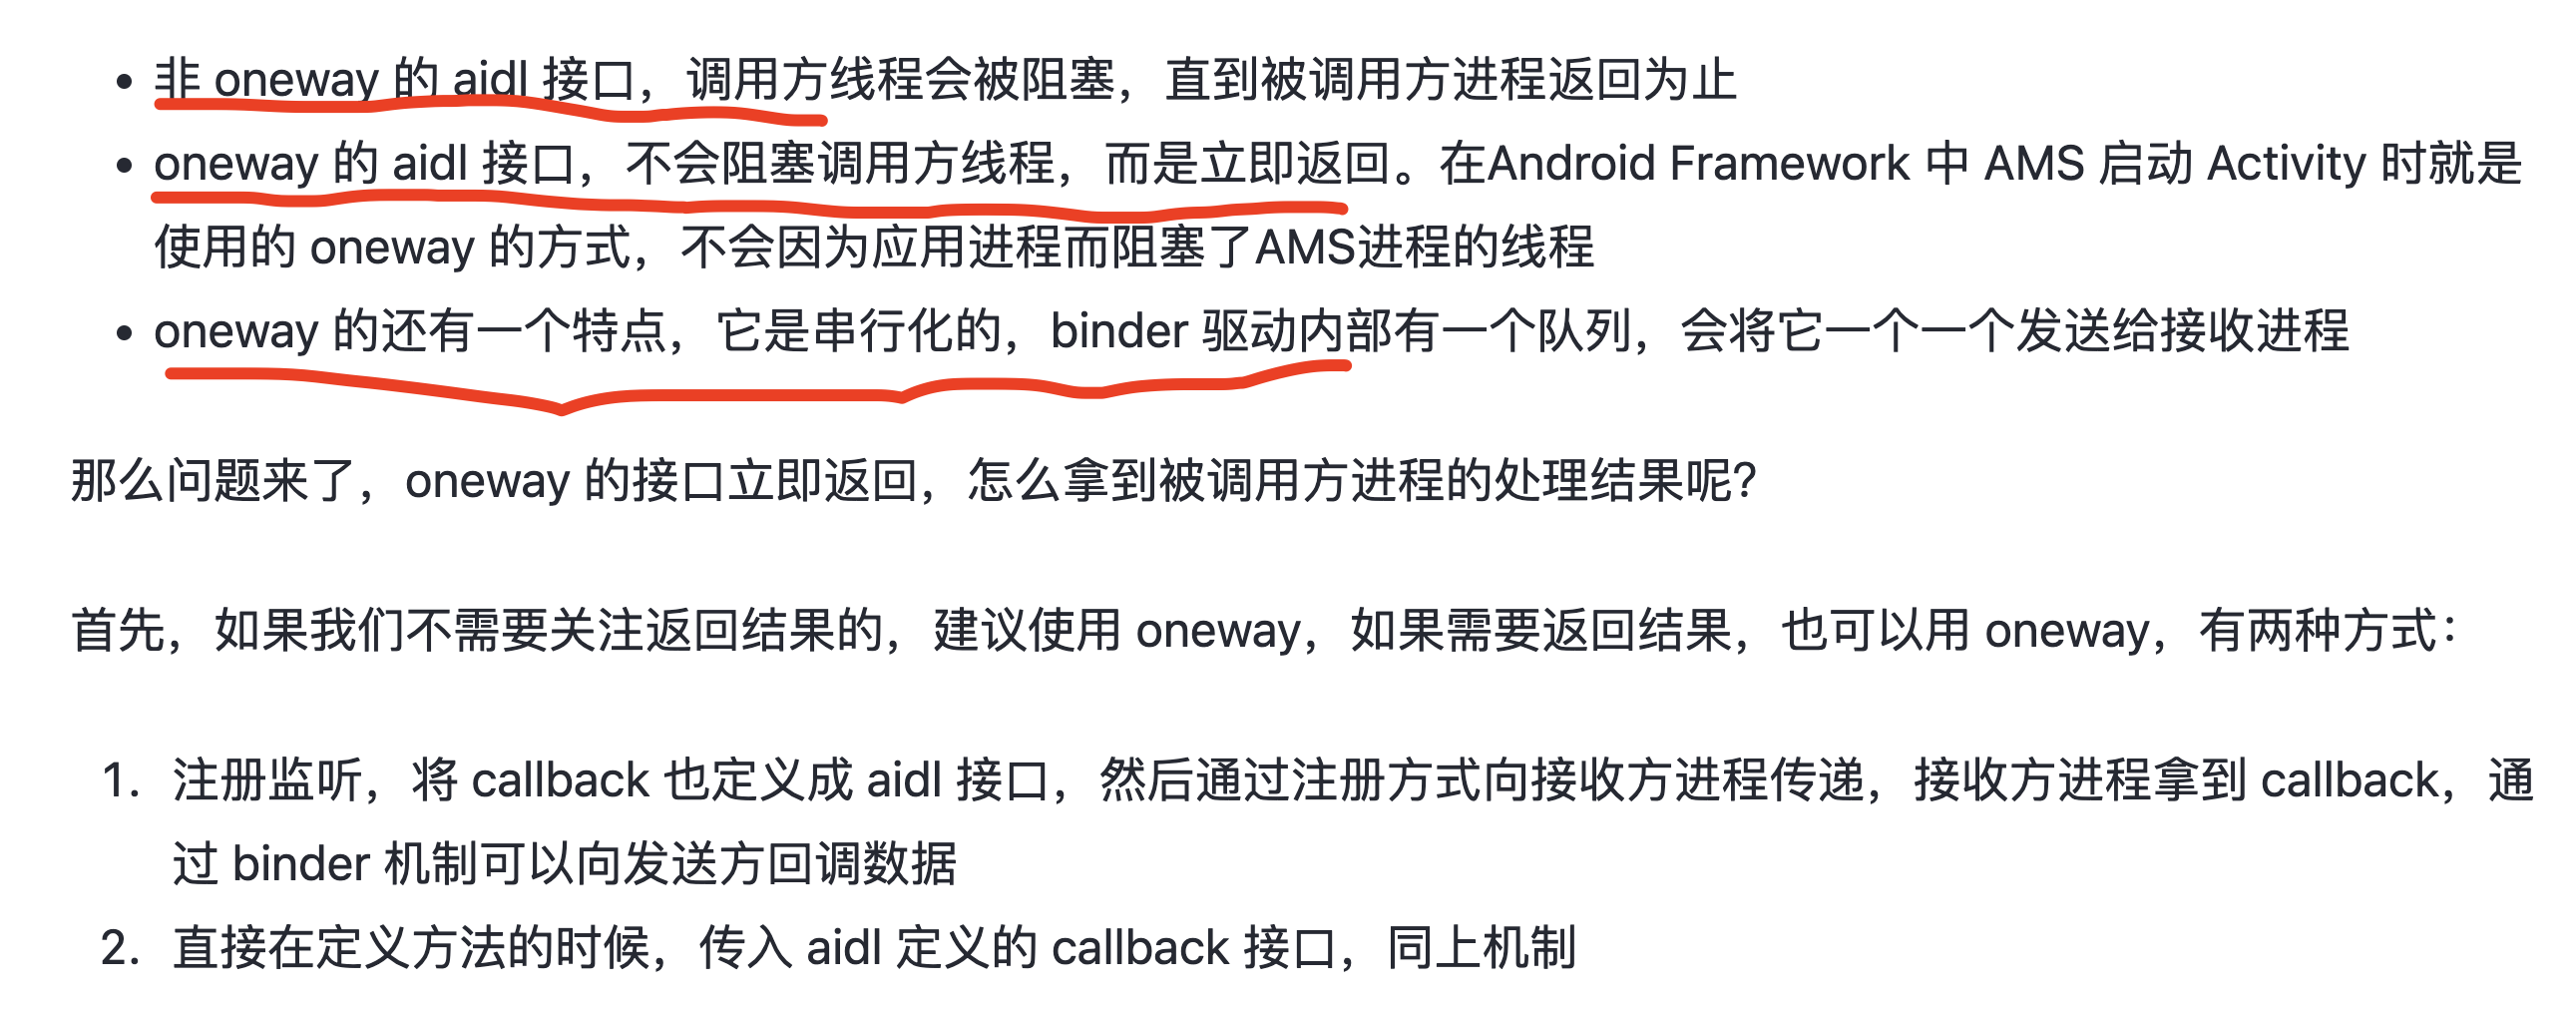 • 非 oneway 的 aidl 接口，调用方线程会被阻塞，直到被调用方进程返回为止
• oneway 的 aidl 接口，不会阻塞调用方线程，而是立即返回。在Android Framework 中 AMS 启动 Activity 时就是
使用的 oneway 的方式，不会因为应用进程而阻塞了AMS进程的线程
• oneway 的还有一个特点，它是串行化的，binder 驱动内部有一个队列，会将它一个一个发送给接收进程
那么问题来了，oneway 的接口立即返回，怎么拿到被调用方进程的处理结果呢?
首先，如果我们不需要关注返回结果的，建议使用 oneway，如果需要返回结果，也可以用 oneway，有两种方式：
1. 注册监听，将 callback 也定义成 aidl 接口，然后通过注册方式向接收方进程传递，接收方进程拿到 callback，通
过 binder 机制可以向发送方回调数据
2. 直接在定义方法的时候，传入 aidl 定义的 callback 接口，同上机制